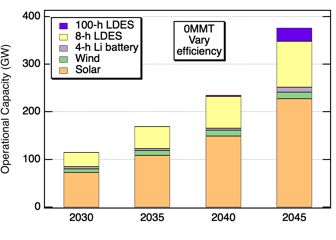 400
300
200
100
0
Operational Capacity (GW)
100-h LDES
8-h LDES
4-h Li battery
Wind
Solar
0MMT
Vary
efficiency
2030 2035 2040 2045